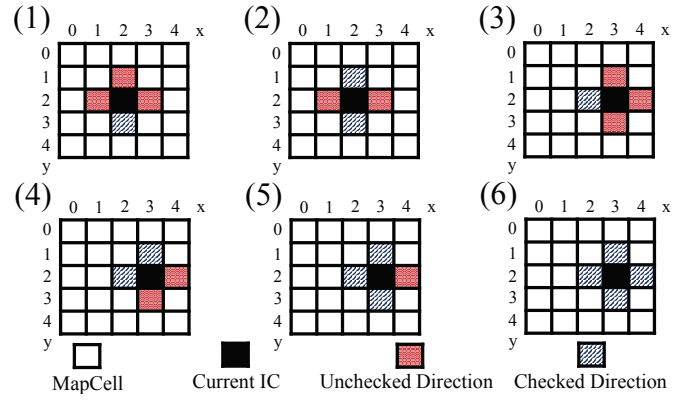 (1) 0 1 2 3 4 x
0
1
2
3
4
y
(2) 0 1 2 3 4 x
0
1
2
3
4
y
(3) 0 1 2 3 4 x
0
1
2
3
4
y
(4) 0 1 2 3 4 x
0
1
2
3
4
y
(5) 0 1 2 3 4 x
0
1
2
3
4
y
(6) 0 1 2 3 4 x
0
1
2
3
4
y
MapCell
Current IC
Unchecked Direction
Checked Direction